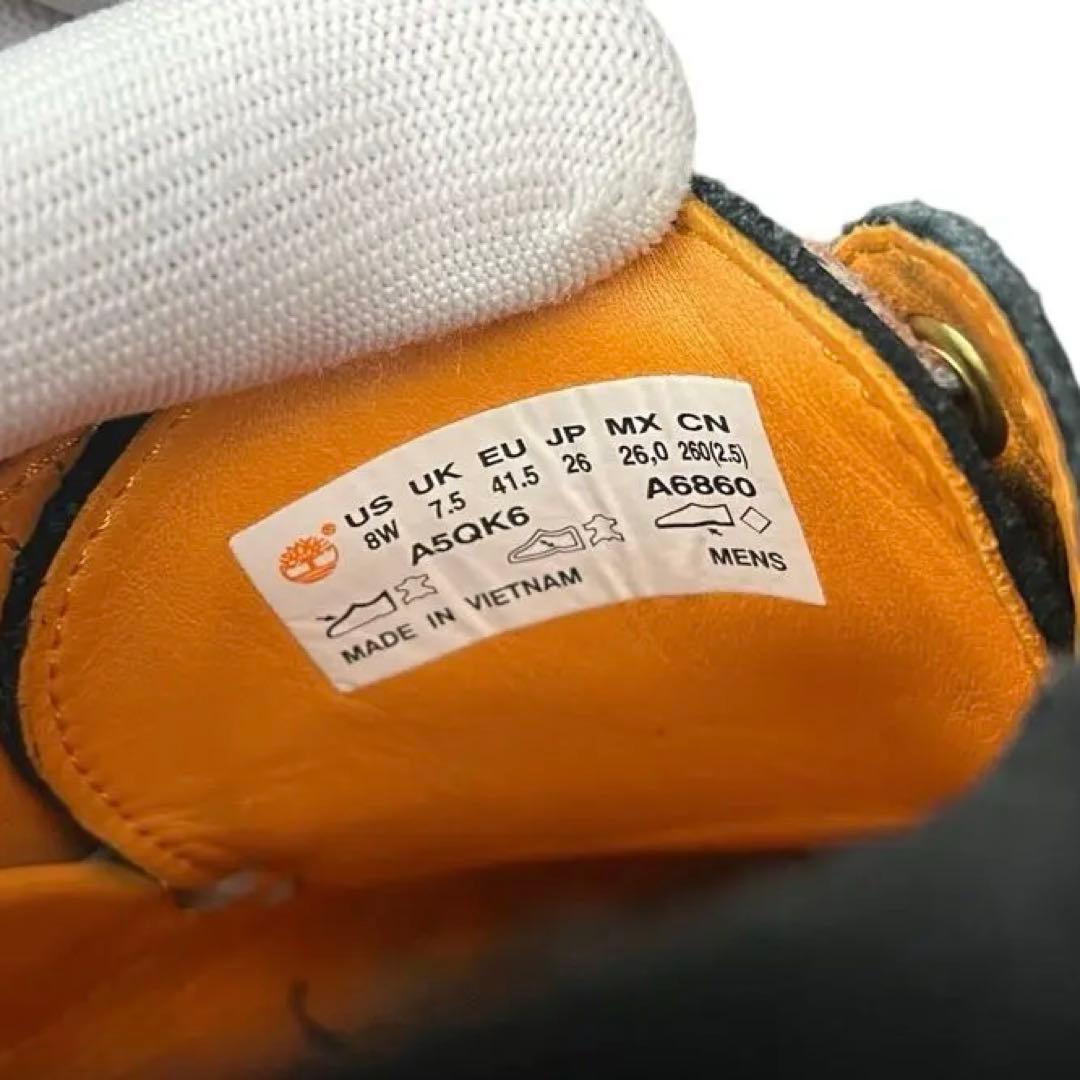 US UK EU JP MX CN
8W 7.5 41.5 26 26,0 260(2.5)
A5QK6 A6860
MENS
MADE IN VIETNAM